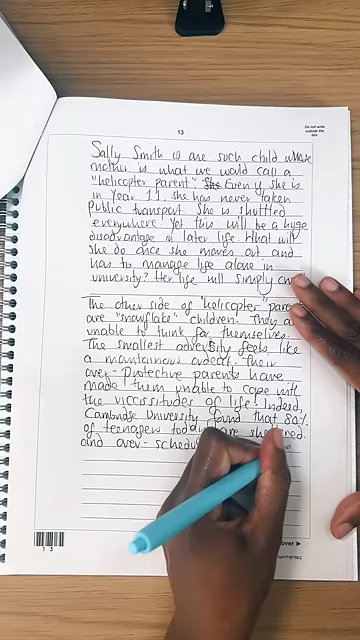 13
Do not write
outside the
box
Sally Smith is one such child whose
mother is what we would call a
"helicopter parent". Even if she is
in Year 11, she has never taken
Public transport. She is shuttled
everywhere! Yet this will be a huge
disadvantage in later life. What will
she do once she moves out and
has to manage life alone in
university? Her life will simply
The other side of "helicopter"
are "snowflake" children. They
unable to think for themselves.
The smallest adversity feels like
a mountainous ordeal. Their
over-Protective parents have
made them unable to cope with
the viccissitudes of life! Indeed,
Cambridge University found that 80%
of teenagers today are
and over-
over ►
1 3